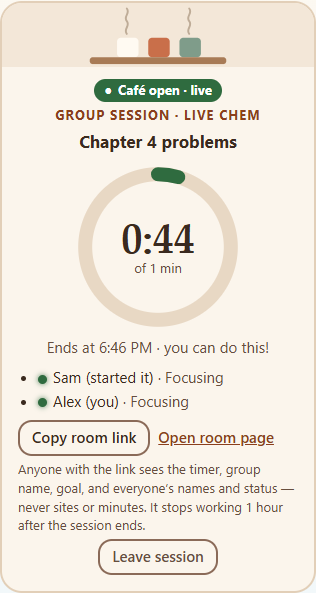 Café open · live
GROUP SESSION · LIVE CHEM
Chapter 4 problems
0:44
of 1 min
Ends at 6:46 PM · you can do this!
Sam (started it) · Focusing
Alex (you) · Focusing
Copy room link Open room page
Anyone with the link sees the timer, group
name, goal, and everyone’s names and status —
never sites or minutes. It stops working 1 hour
after the session ends.
Leave session